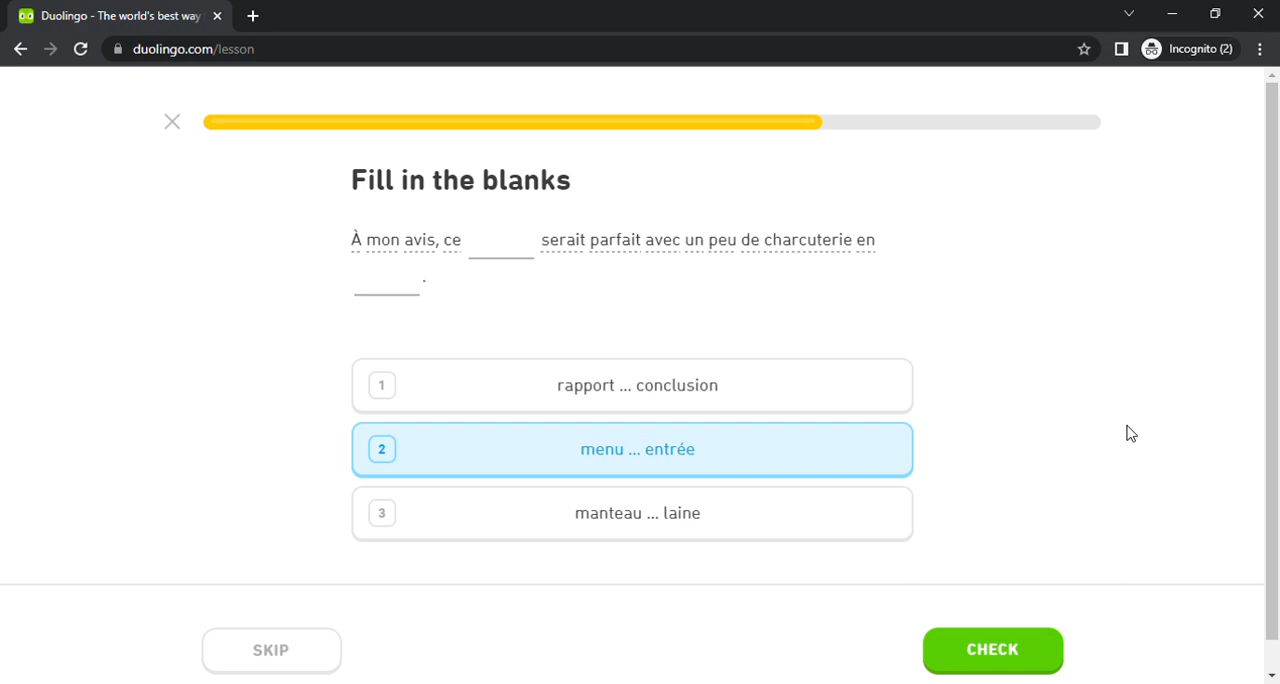 Duolingo - The world's best way
duolingo.com/lesson
Incognito (2)
Fill in the blanks
À mon avis, ce ______ serait parfait avec un peu de charcuterie en
______ .
1 rapport ... conclusion
2 menu ... entrée
3 manteau ... laine
SKIP
CHECK